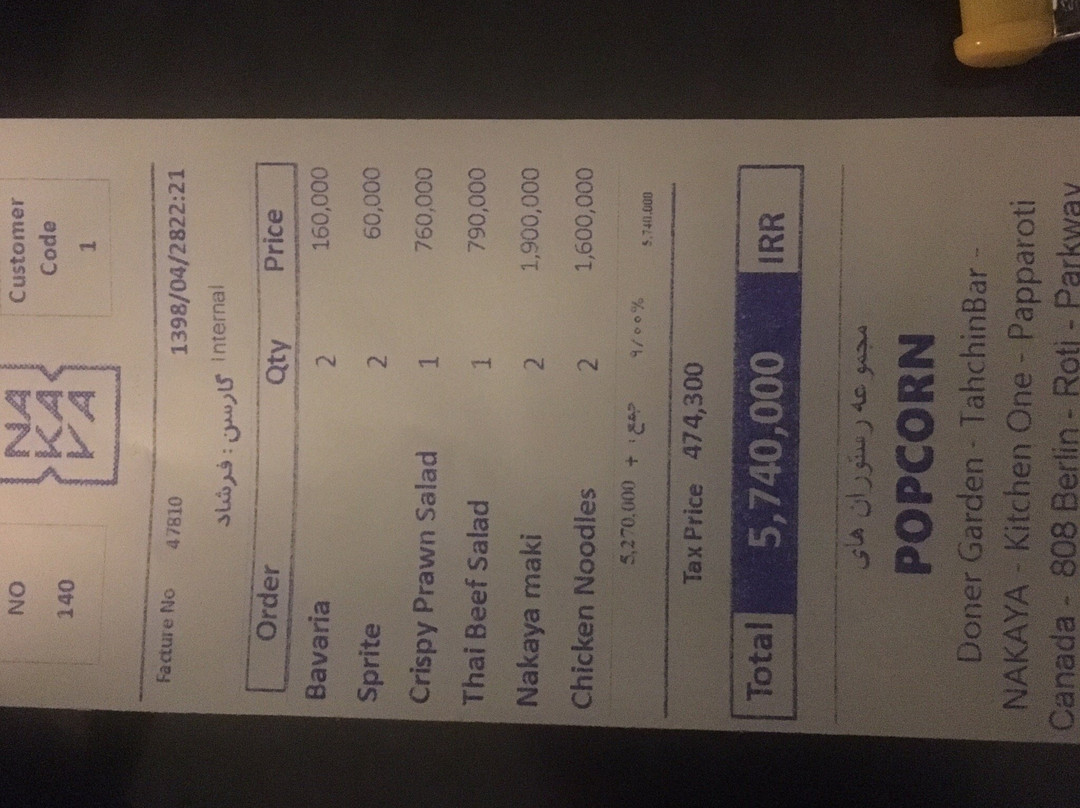 NO
140
NA
KA
YA
Customer
Code
1
Facture No 47810 1398/04/2822:21
گارسن : فرشاد Internal
Order Qty Price
Bavaria 2 160,000
Sprite 2 60,000
Crispy Prawn Salad 1 760,000
Thai Beef Salad 1 790,000
Nakaya maki 2 1,900,000
Chicken Noodles 2 1,600,000
5,270,000 + جمع ۹/۰۰% 5,740,000
Tax Price 474,300
Total 5,740,000 IRR
مجموعه رستوران های
POPCORN
Doner Garden - TahchinBar -
NAKAYA - Kitchen One - Papparoti
Canada - 808 Berlin - Roti - Parkway